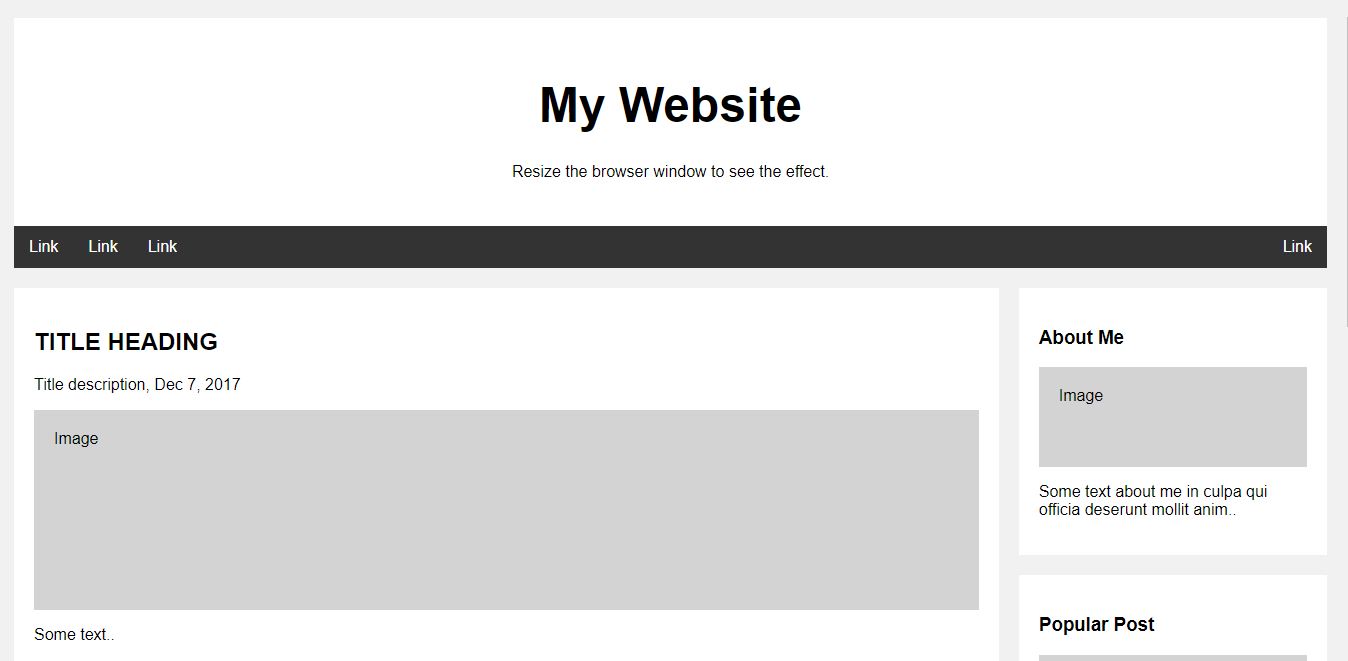 My Website
Resize the browser window to see the effect.
Link Link Link Link
TITLE HEADING
Title description, Dec 7, 2017
Image
Some text..
About Me
Image
Some text about me in culpa qui
officia deserunt mollit anim..
Popular Post